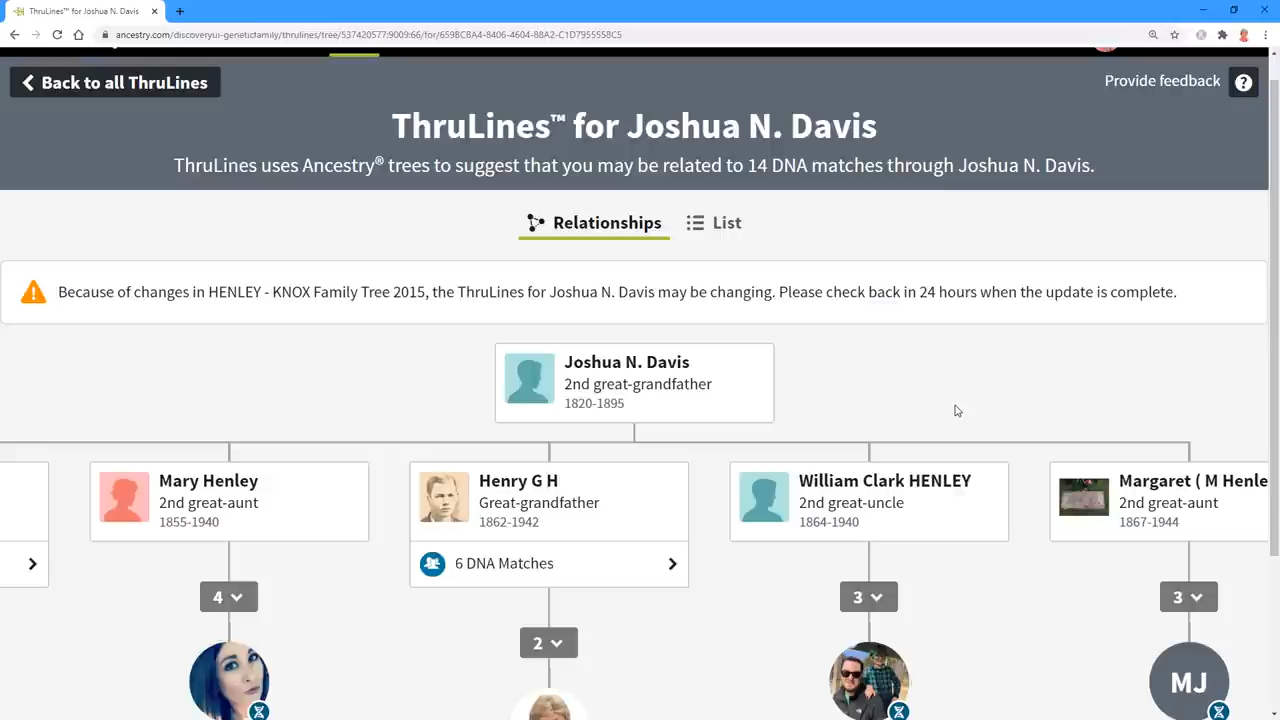 ThruLines™ for Joshua N. Davis
ancestry.com/discoveryui-geneticfamily/thrulines/tree/537420577:9009:66/for/659BCBA4-8406-4604-88A2-C1D7955558C5
Back to all ThruLines
Provide feedback
ThruLines™ for Joshua N. Davis
ThruLines uses Ancestry® trees to suggest that you may be related to 14 DNA matches through Joshua N. Davis.
Relationships
List
Because of changes in HENLEY - KNOX Family Tree 2015, the ThruLines for Joshua N. Davis may be changing. Please check back in 24 hours when the update is complete.
Joshua N. Davis
2nd great-grandfather
1820-1895
Mary Henley
2nd great-aunt
1855-1940
4
Henry G H
Great-grandfather
1862-1942
6 DNA Matches
2
William Clark HENLEY
2nd great-uncle
1864-1940
3
Margaret ( M Henle
2nd great-aunt
1867-1944
3
MJ